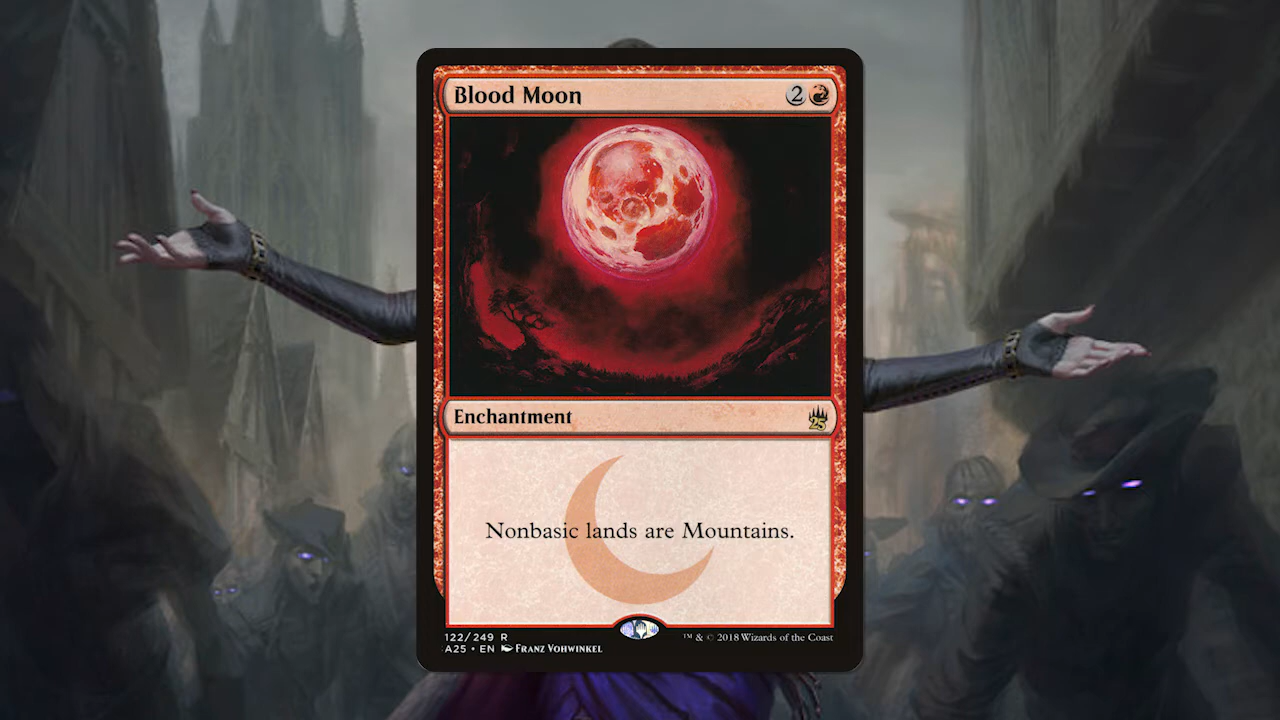 Blood Moon 2
Enchantment
25
Nonbasic lands are Mountains.
122/249 R
A25 • EN Franz Vohwinkel
™ & © 2018 Wizards of the Coast